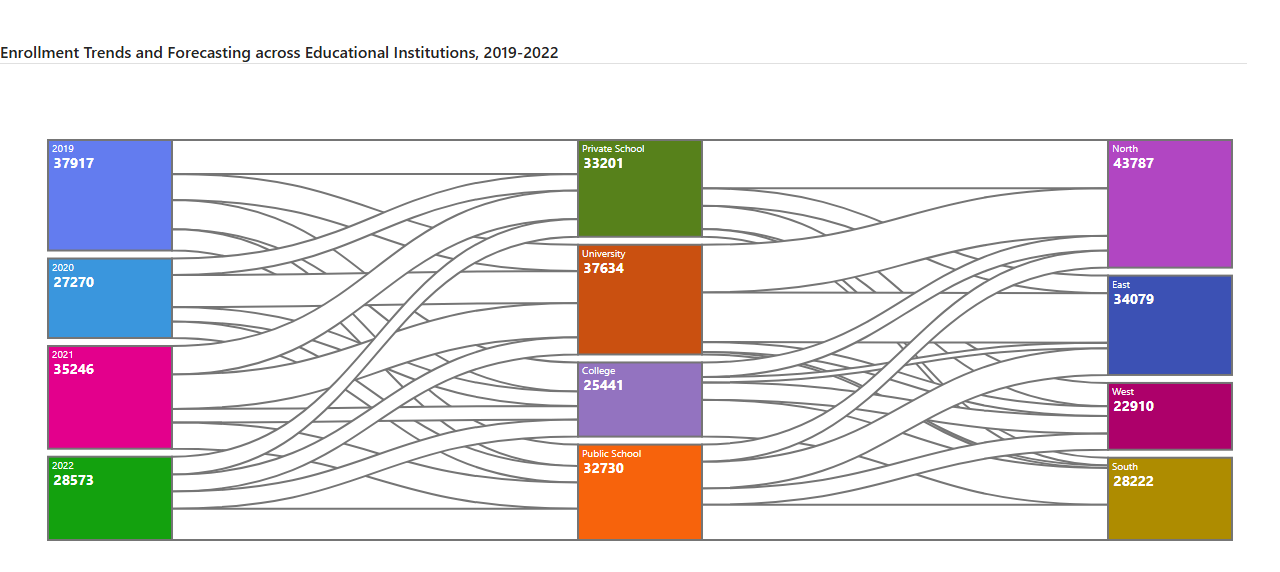 Enrollment Trends and Forecasting across Educational Institutions, 2019-2022
2019
37917
2020
27270
2021
35246
2022
28573
Private School
33201
University
37634
College
25441
Public School
32730
North
43787
East
34079
West
22910
South
28222